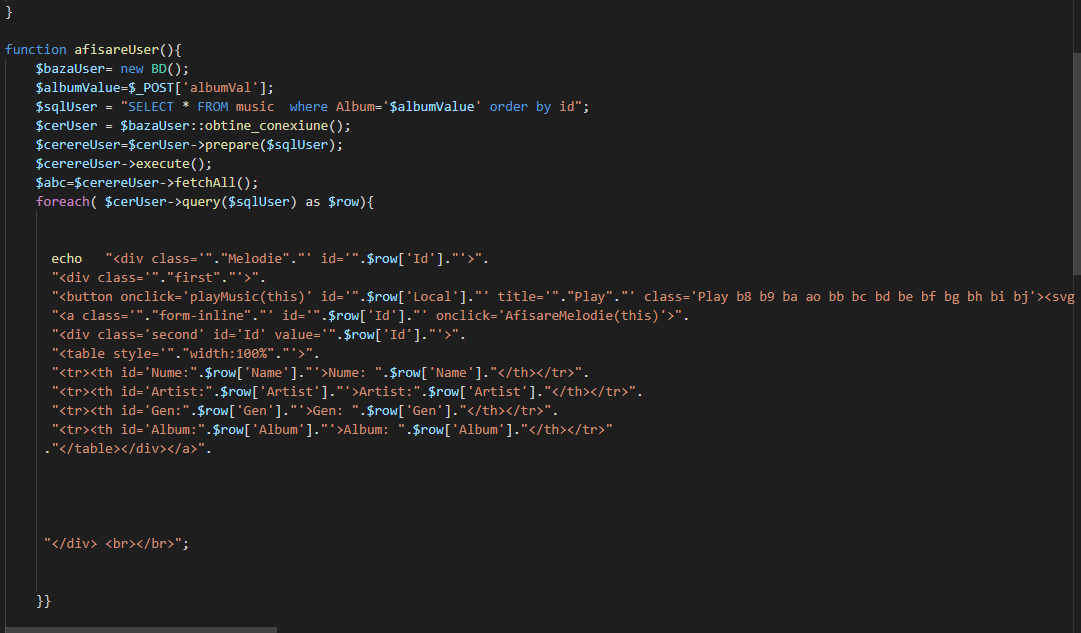 }
function afisareUser(){
$bazaUser= new BD();
$albumValue=$_POST['albumVal'];
$sqlUser = "SELECT * FROM music  where Album='$albumValue' order by id";
$cerUser = $bazaUser::obtine_conexiune();
$cerereUser=$cerUser->prepare($sqlUser);
$cerereUser->execute();
$abc=$cerereUser->fetchAll();
foreach( $cerUser->query($sqlUser) as $row){
echo   "<div class='"."Melodie"."' id='".$row['Id']."'>".
"<div class='"."first"."'>".
"<button onclick='playMusic(this)' id='".$row['Local']."' title='"."Play"."' class='Play b8 b9 ba ao bb bc bd be bf bg bh bi bj'><svg
"<a class='"."form-inline"."' id='".$row['Id']."' onclick='AfisareMelodie(this)'>".
"<div class='second' id='Id' value='".$row['Id']."'>".
"<table style='"."width:100%"."'>".
"<tr><th id='Nume:".$row['Name']."'>Nume: ".$row['Name']."</th></tr>".
"<tr><th id='Artist:".$row['Artist']."'>Artist:".$row['Artist']."</th></tr>".
"<tr><th id='Gen:".$row['Gen']."'>Gen: ".$row['Gen']."</th></tr>".
"<tr><th id='Album:".$row['Album']."'>Album: ".$row['Album']."</th></tr>"
."</table></div></a>".
"</div> <br></br>";
}}